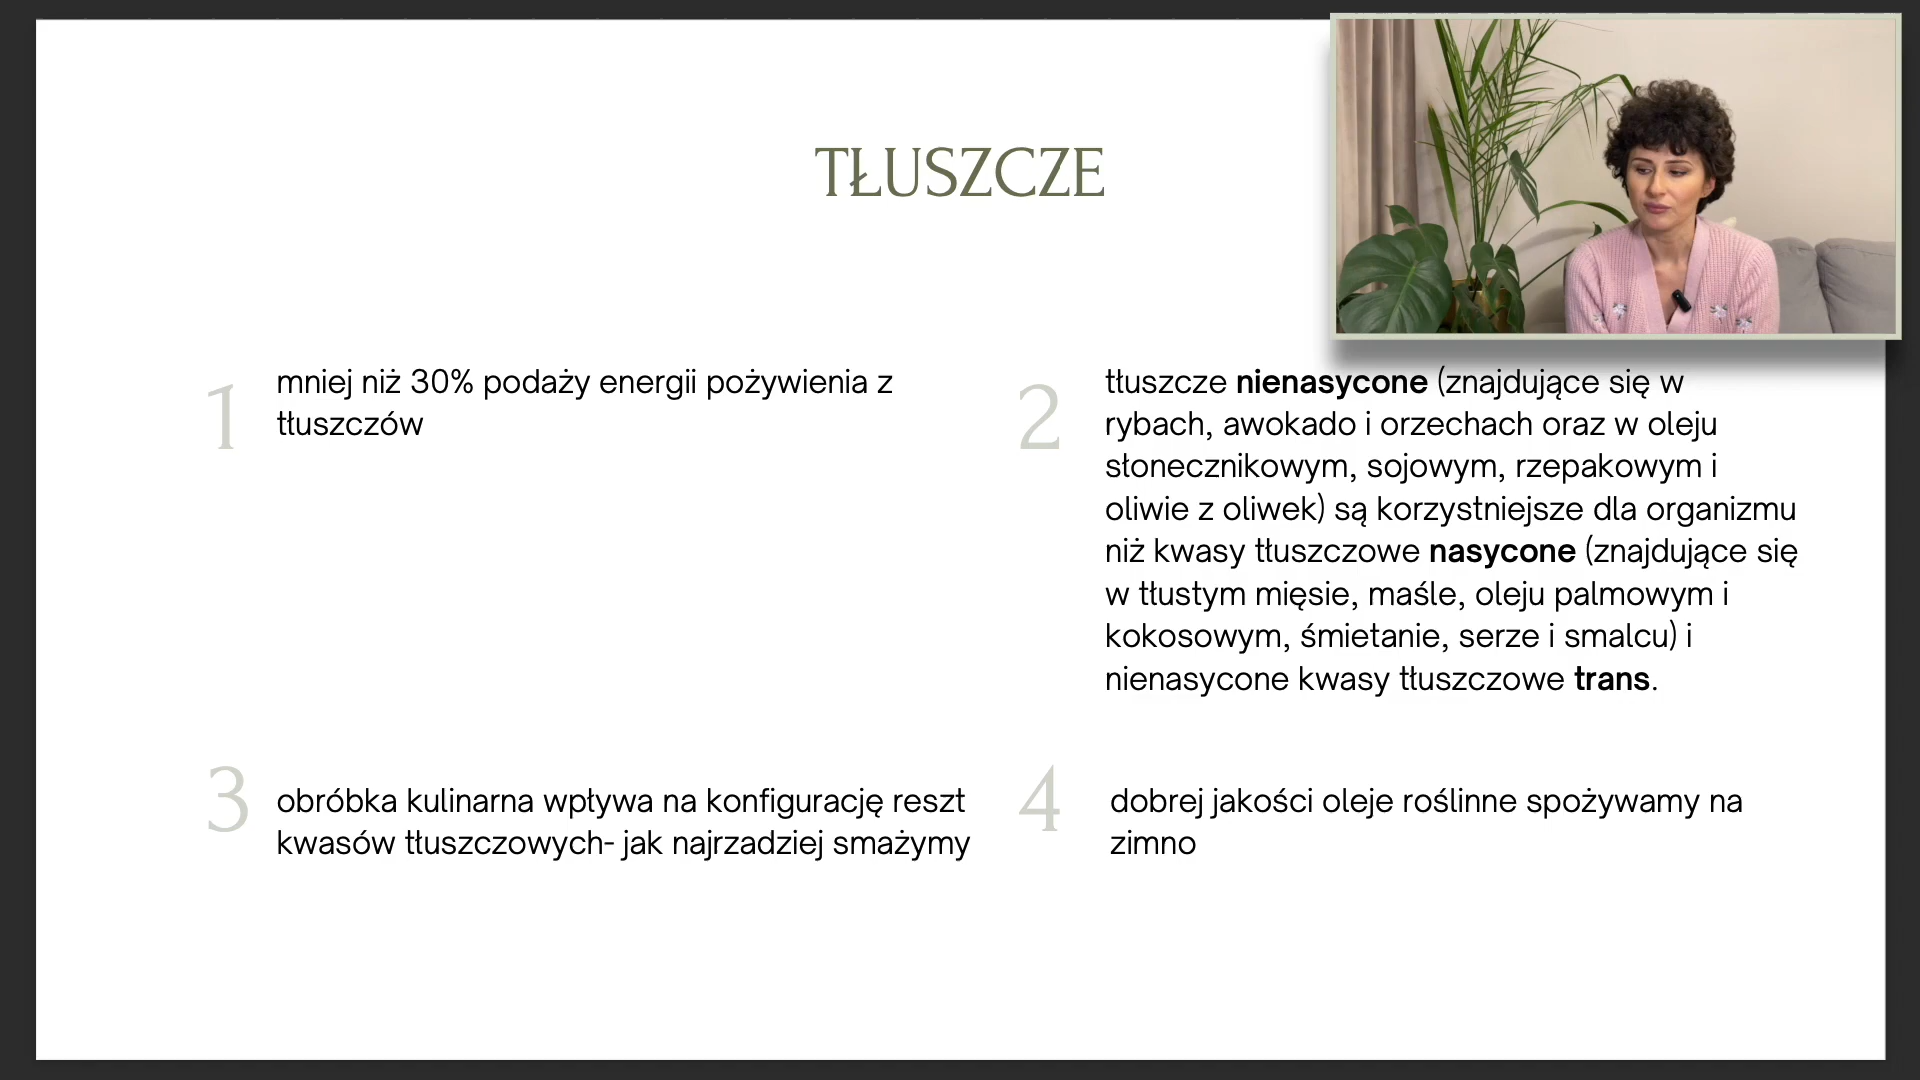 TŁUSZCZE
1
mniej niż 30% podaży energii pożywienia z
tłuszczów
2
tłuszcze nienasycone (znajdujące się w
rybach, awokado i orzechach oraz w oleju
słonecznikowym, sojowym, rzepakowym i
oliwie z oliwek) są korzystniejsze dla organizmu
niż kwasy tłuszczowe nasycone (znajdujące się
w tłustym mięsie, maśle, oleju palmowym i
kokosowym, śmietanie, serze i smalcu) i
nienasycone kwasy tłuszczowe trans.
3
obróbka kulinarna wpływa na konfigurację reszt
kwasów tłuszczowych- jak najrzadziej smażymy
4
dobrej jakości oleje roślinne spożywamy na
zimno